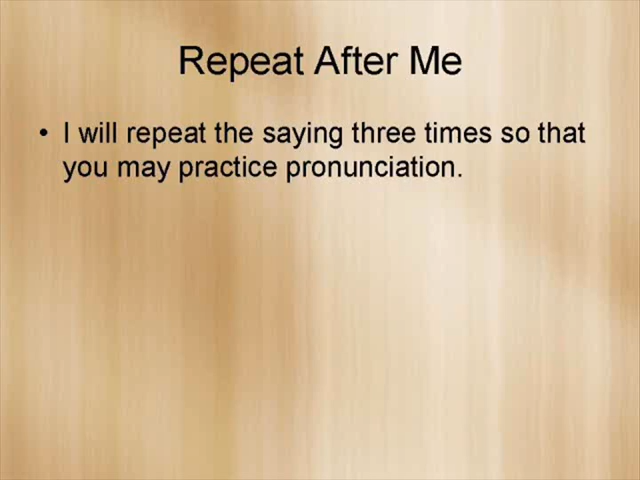 Repeat After Me
• I will repeat the saying three times so that
you may practice pronunciation.